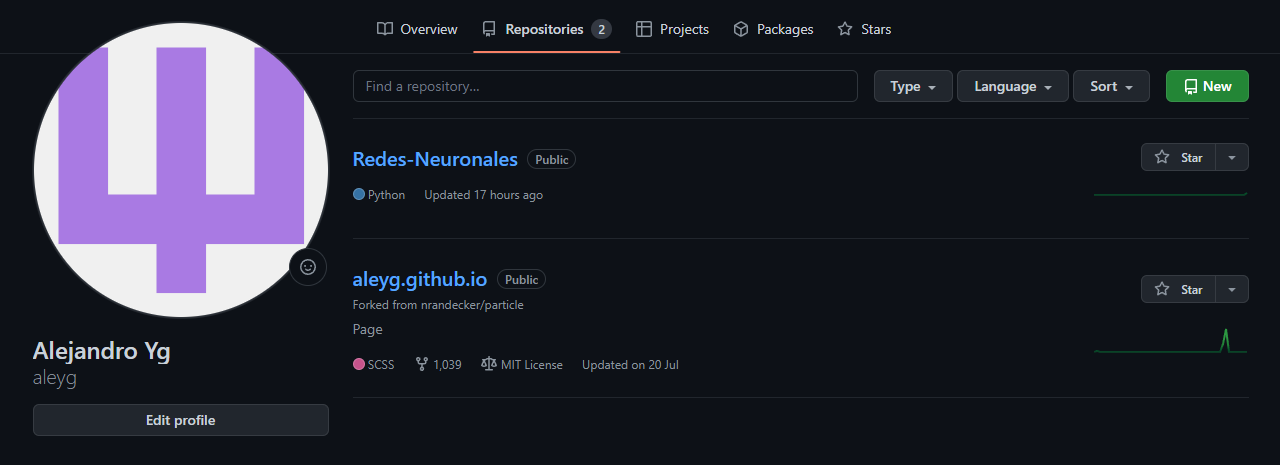 Overview Repositories 2 Projects Packages Stars
Find a repository... Type Language Sort New
Redes-Neuronales Public Star
Python Updated 17 hours ago
aleyg.github.io Public Star
Forked from nrandecker/particle
Page
SCSS 1,039 MIT License Updated on 20 Jul
Alejandro Yg
aleyg
Edit profile